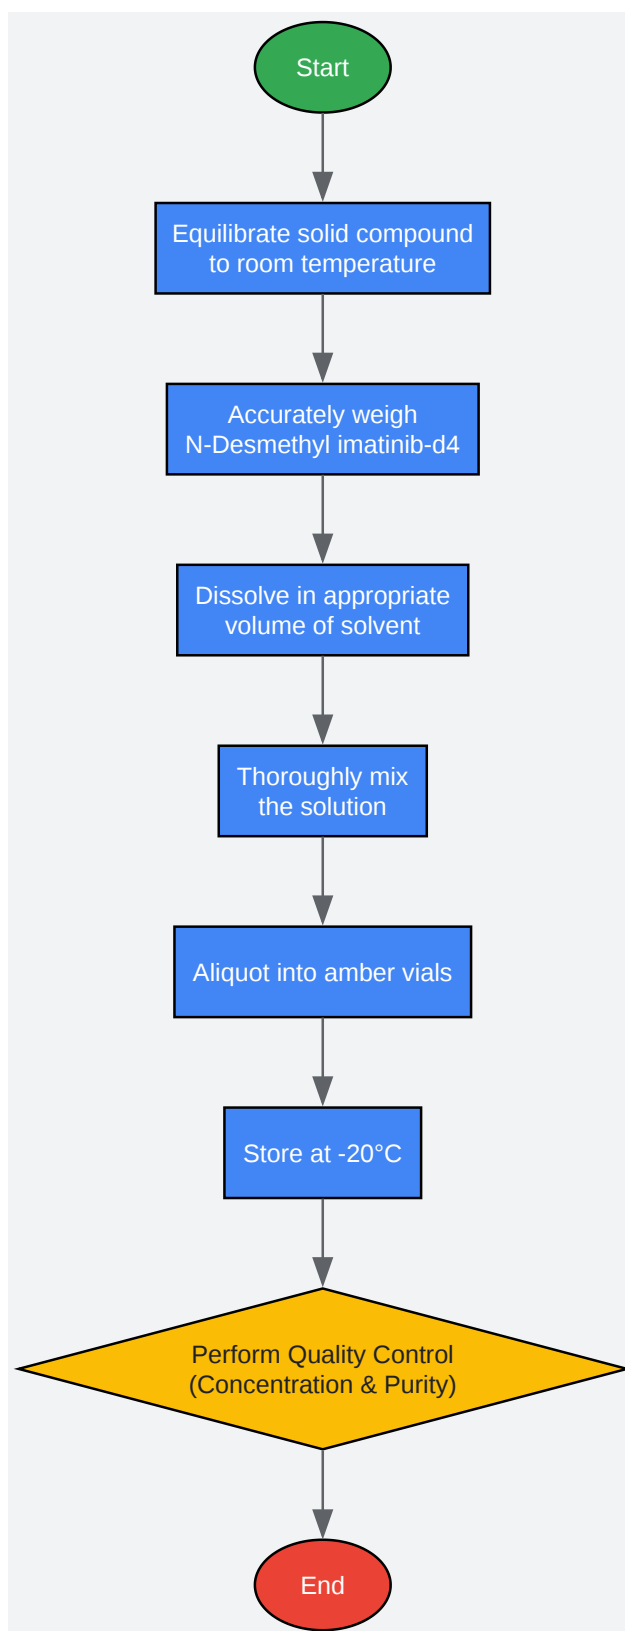 Start
Equilibrate solid compound
to room temperature
Accurately weigh
N-Desmethyl imatinib-d4
Dissolve in appropriate
volume of solvent
Thoroughly mix
the solution
Aliquot into amber vials
Store at -20°C
Perform Quality Control
(Concentration & Purity)
End